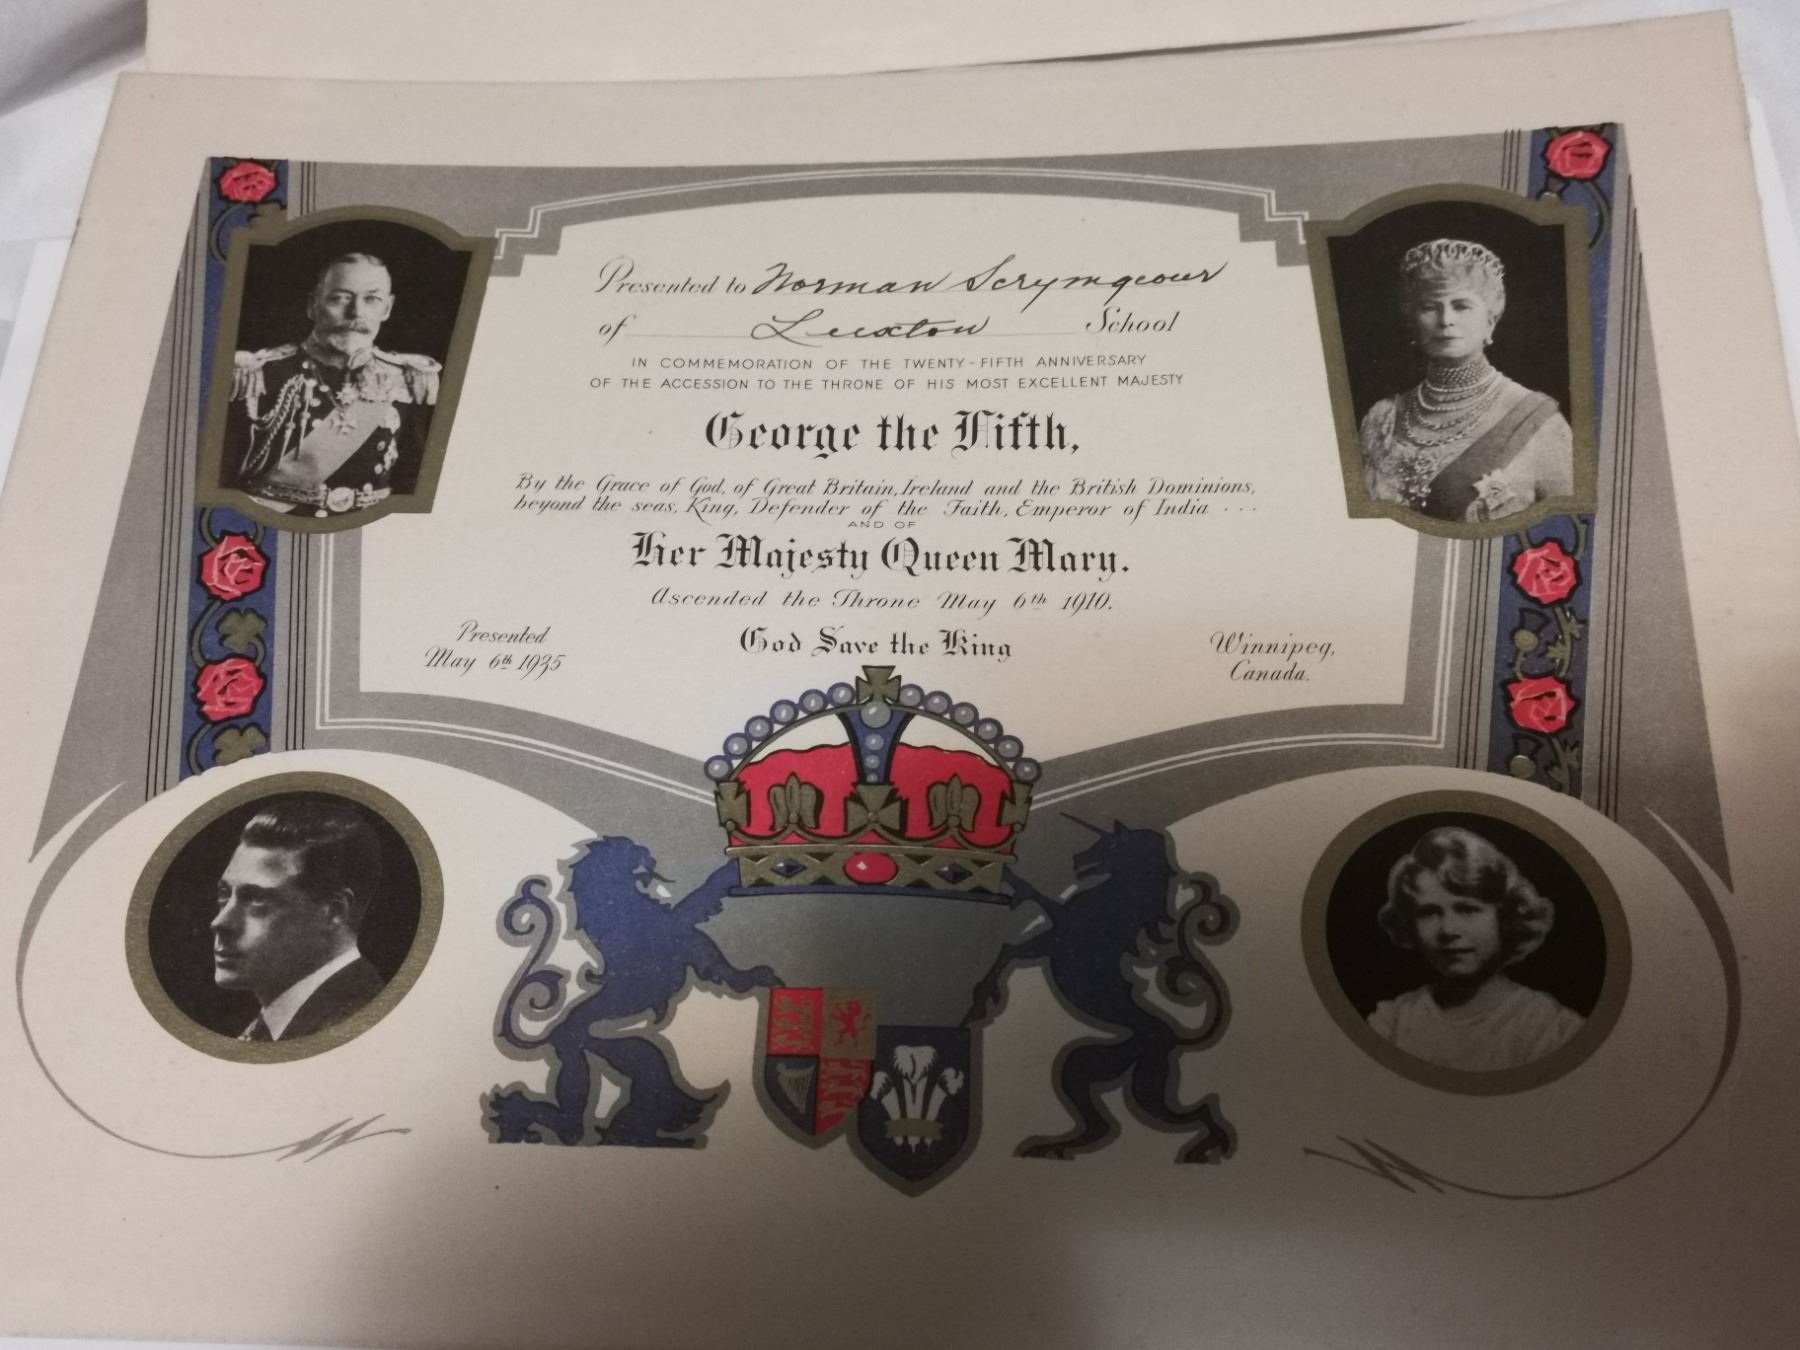 Presented to Norman Scrymgeour
of Luxton School
IN COMMEMORATION OF THE TWENTY-FIFTH ANNIVERSARY
OF THE ACCESSION TO THE THRONE OF HIS MOST EXCELLENT MAJESTY
George the Fifth,
By the Grace of God, of Great Britain, Ireland and the British Dominions,
beyond the seas, King, Defender of the Faith, Emperor of India ...
AND OF
Her Majesty Queen Mary.
Ascended the Throne May 6th 1910.
Presented
May 6th 1935
God Save the King
Winnipeg,
Canada.